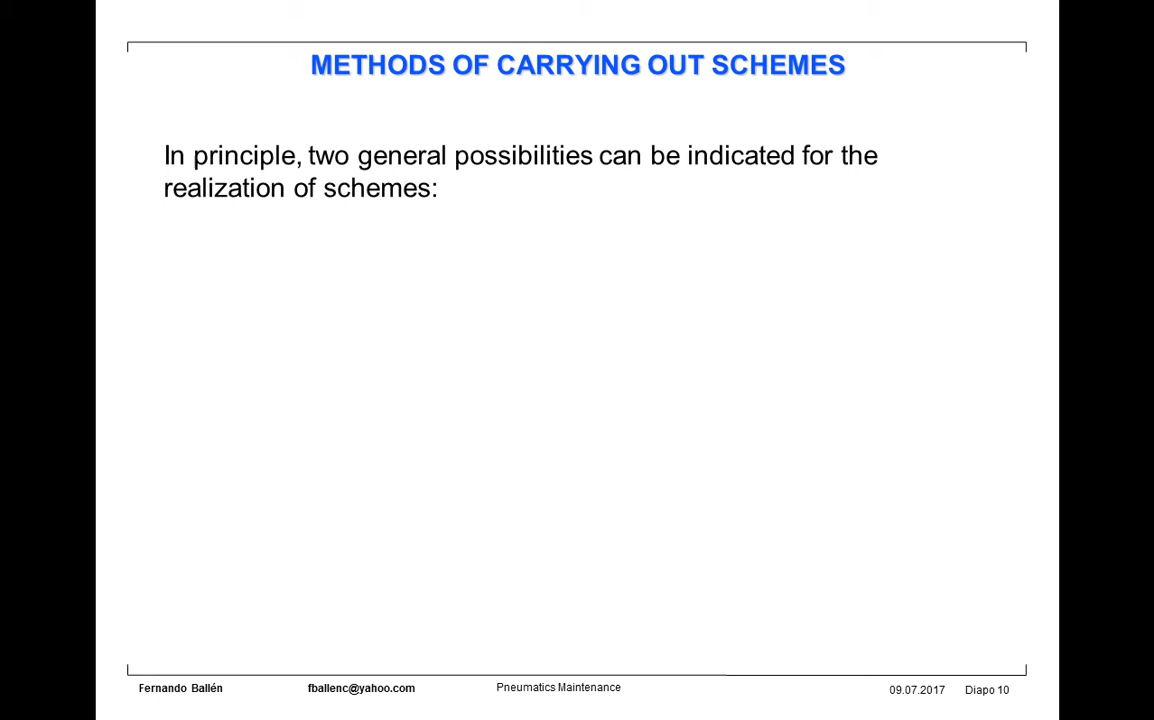 METHODS OF CARRYING OUT SCHEMES
In principle, two general possibilities can be indicated for the
realization of schemes:
Fernando Ballén fballenc@yahoo.com Pneumatics Maintenance 09.07.2017 Diapo 10